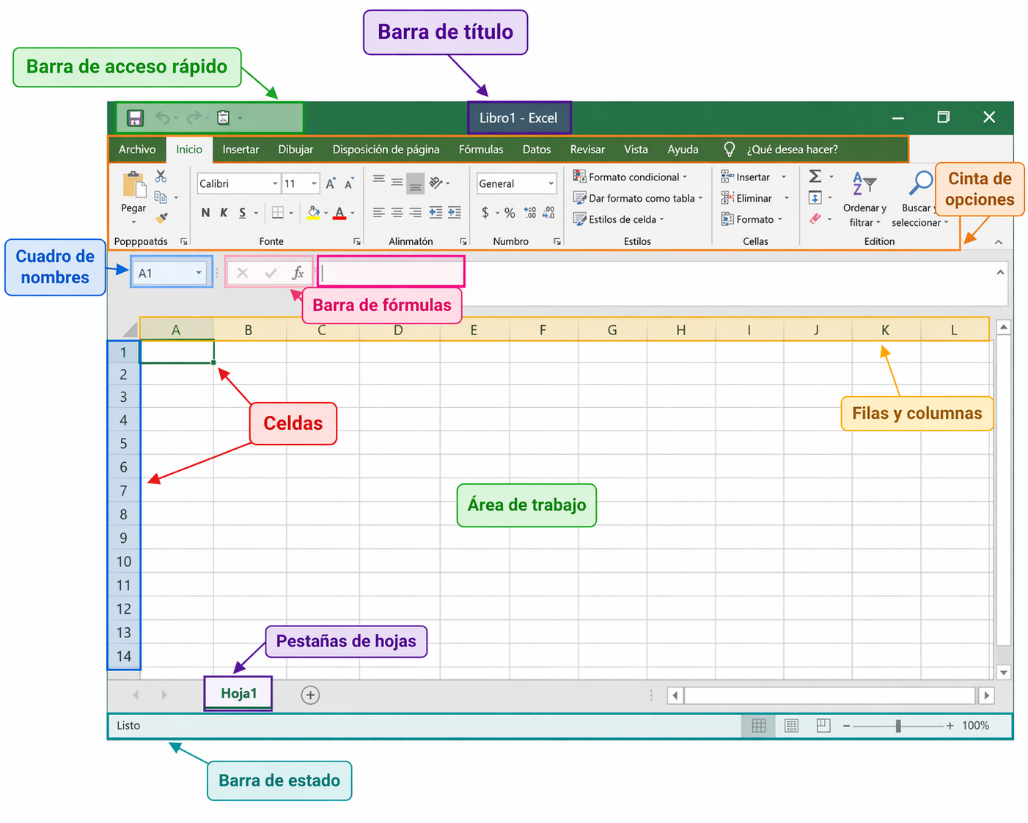 Barra de título
Barra de acceso rápido
Libro1 - Excel
Archivo Inicio Insertar Dibujar Disposición de página Fórmulas Datos Revisar Vista Ayuda ¿Qué desea hacer?
Cinta de
opciones
Calibri 11 General Formato condicional Insertar Σ
Pegar Dar formato como tabla Eliminar Ordenar y Buscar
N K S $ % Estilos de celda Formato filtrar seleccionar
Popppoatds Fuente Alinmatón Numbro Estilos Cellas Edition
Cuadro de
nombres
A1 fx
Barra de fórmulas
A B C D E F G H I J K L
1
2
3
Filas y columnas
4
Celdas
5
6
7
Área de trabajo
8
9
10
11
12
13
Pestañas de hojas
14
Hoja1
Listo 100%
Barra de estado